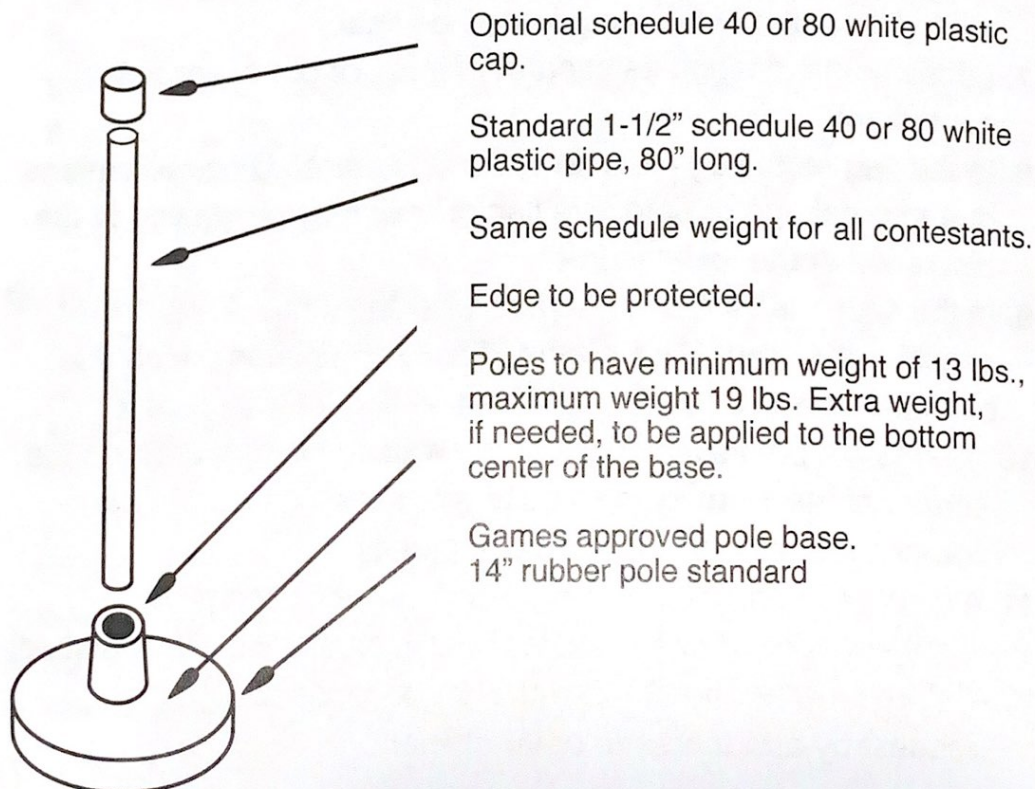 Optional schedule 40 or 80 white plastic
cap.
Standard 1-1/2” schedule 40 or 80 white
plastic pipe, 80” long.
Same schedule weight for all contestants.
Edge to be protected.
Poles to have minimum weight of 13 lbs.,
maximum weight 19 lbs. Extra weight,
if needed, to be applied to the bottom
center of the base.
Games approved pole base.
14” rubber pole standard